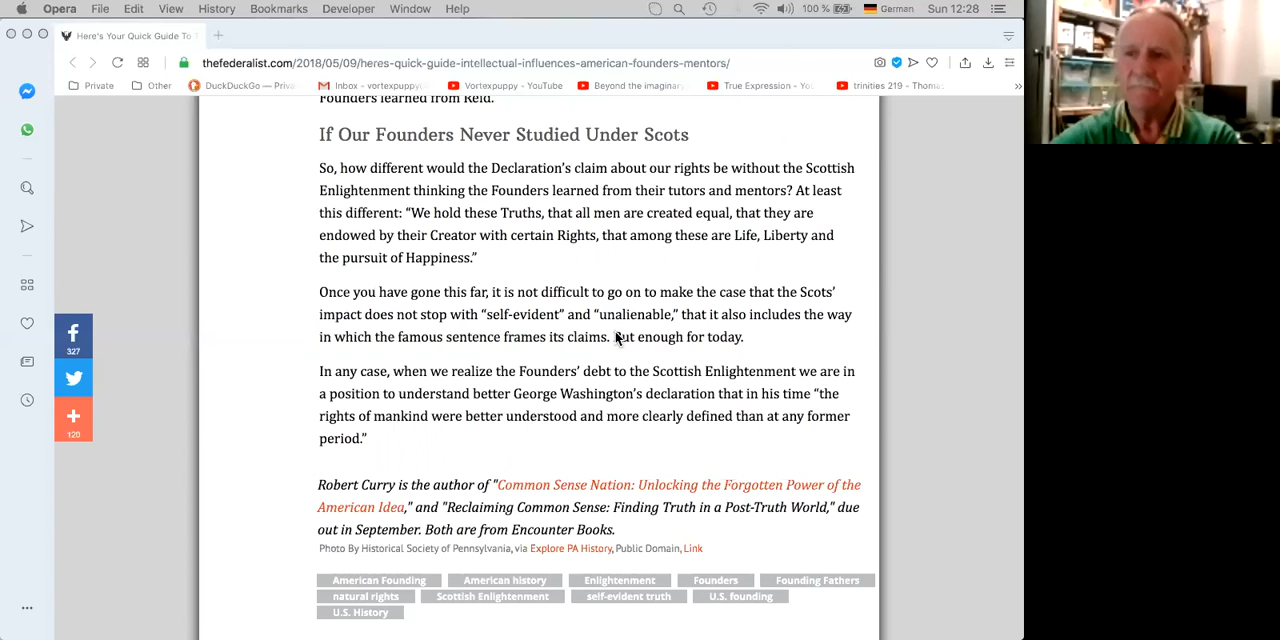 Opera File Edit View History Bookmarks Developer Window Help 100 % German Sun 12:28
Here's Your Quick Guide To
thefederalist.com/2018/05/09/heres-quick-guide-intellectual-influences-american-founders-mentors/
Private Other DuckDuckGo — Priva Inbox - vortexpuppy@ Vortexpuppy - YouTube Beyond the imaginar True Expression - You trinities 219 - Thomas »
Founders learned from Reid.
If Our Founders Never Studied Under Scots
So, how different would the Declaration's claim about our rights be without the Scottish
Enlightenment thinking the Founders learned from their tutors and mentors? At least
this different: “We hold these Truths, that all men are created equal, that they are
endowed by their Creator with certain Rights, that among these are Life, Liberty and
the pursuit of Happiness.”
Once you have gone this far, it is not difficult to go on to make the case that the Scots’
impact does not stop with “self-evident” and “unalienable,” that it also includes the way
in which the famous sentence frames its claims. But enough for today.
In any case, when we realize the Founders’ debt to the Scottish Enlightenment we are in
a position to understand better George Washington’s declaration that in his time “the
rights of mankind were better understood and more clearly defined than at any former
period.”
327
120
Robert Curry is the author of "Common Sense Nation: Unlocking the Forgotten Power of the
American Idea," and "Reclaiming Common Sense: Finding Truth in a Post-Truth World," due
out in September. Both are from Encounter Books.
Photo By Historical Society of Pennsylvania, via Explore PA History, Public Domain, Link
American Founding American history Enlightenment Founders Founding Fathers
natural rights Scottish Enlightenment self-evident truth U.S. founding
U.S. History